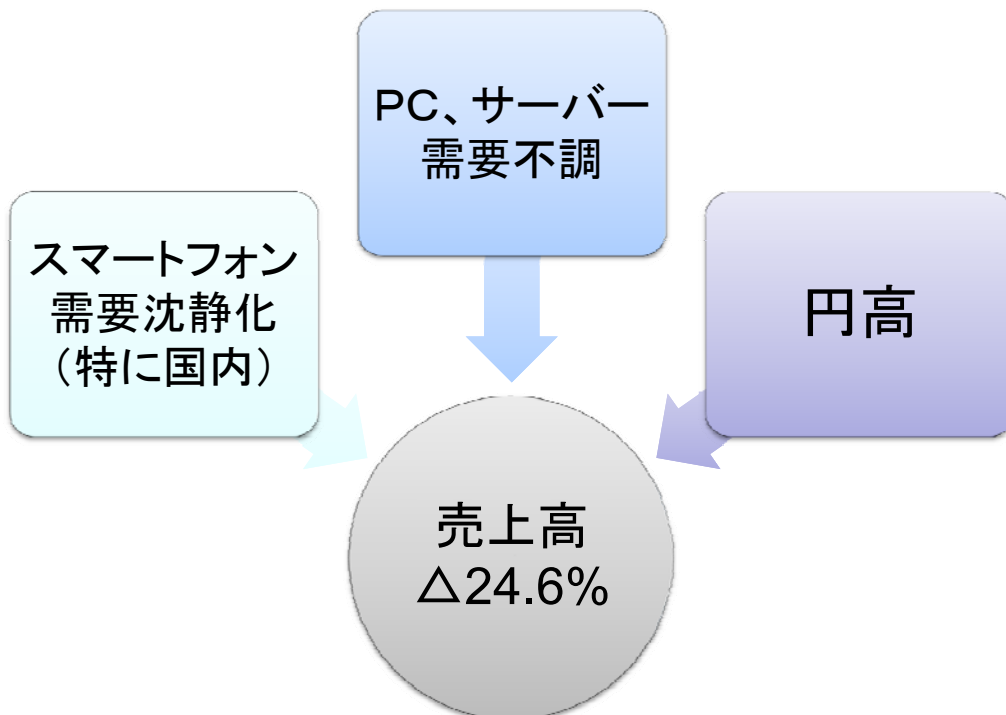 PC、サーバー
需要不調
スマートフォン
需要沈静化
（特に国内）
円高
売上高
△24.6%